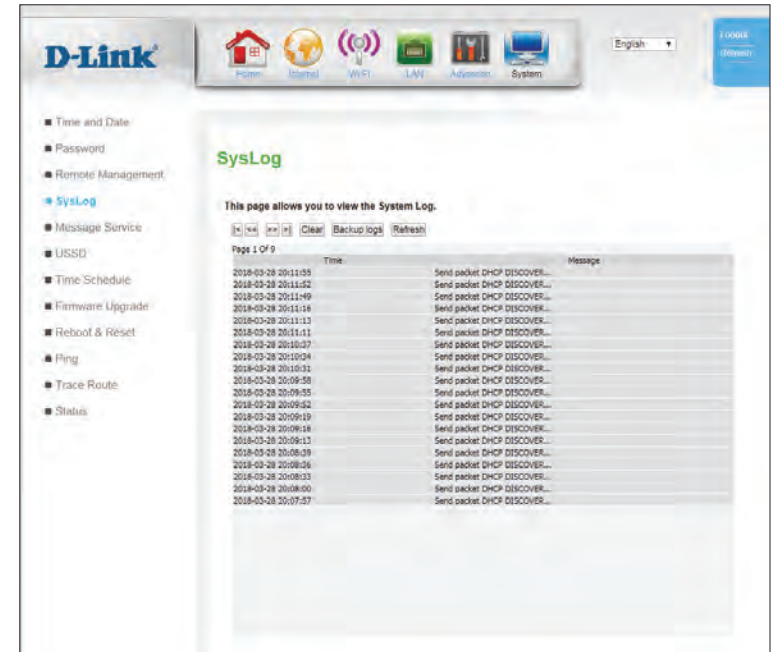 D-Link
Home Internet Wi-Fi LAN Advanced System
English
Logout
Refresh
Time and Date
Password
Remote Management
SysLog
Message Service
USSD
Time Schedule
Firmware Upgrade
Reboot & Reset
Ping
Trace Route
Status
SysLog
This page allows you to view the System Log.
|< << >> >| Clear Backup logs Refresh
Page 1 Of 9
Time Message
2018-03-28 20:11:55 Send packet DHCP DISCOVER...
2018-03-28 20:11:52 Send packet DHCP DISCOVER...
2018-03-28 20:11:49 Send packet DHCP DISCOVER...
2018-03-28 20:11:16 Send packet DHCP DISCOVER...
2018-03-28 20:11:13 Send packet DHCP DISCOVER...
2018-03-28 20:11:11 Send packet DHCP DISCOVER...
2018-03-28 20:10:37 Send packet DHCP DISCOVER...
2018-03-28 20:10:34 Send packet DHCP DISCOVER...
2018-03-28 20:10:31 Send packet DHCP DISCOVER...
2018-03-28 20:09:58 Send packet DHCP DISCOVER...
2018-03-28 20:09:55 Send packet DHCP DISCOVER...
2018-03-28 20:09:52 Send packet DHCP DISCOVER...
2018-03-28 20:09:19 Send packet DHCP DISCOVER...
2018-03-28 20:09:16 Send packet DHCP DISCOVER...
2018-03-28 20:09:13 Send packet DHCP DISCOVER...
2018-03-28 20:08:39 Send packet DHCP DISCOVER...
2018-03-28 20:08:36 Send packet DHCP DISCOVER...
2018-03-28 20:08:33 Send packet DHCP DISCOVER...
2018-03-28 20:08:00 Send packet DHCP DISCOVER...
2018-03-28 20:07:57 Send packet DHCP DISCOVER...